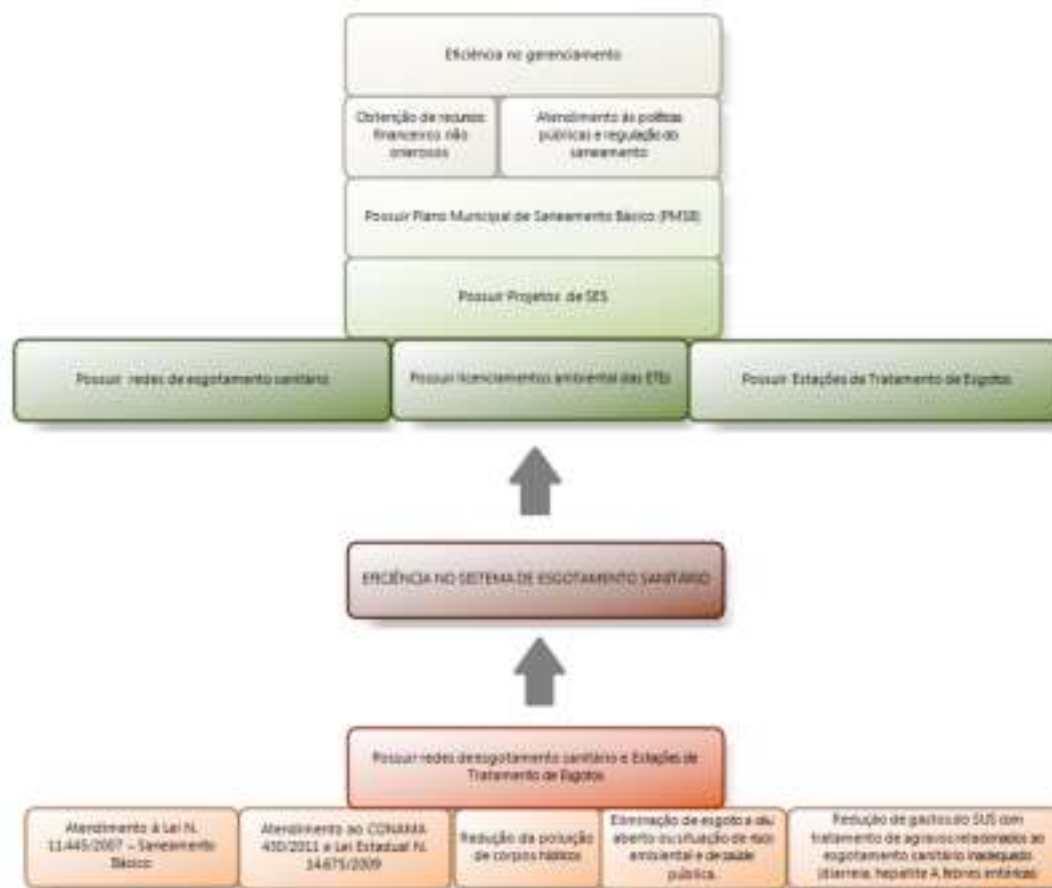 Eficiência no gerenciamento
Obtenção de recursos
financeiros não
onerosos
Atendimento às políticas
públicas e regulação do
saneamento
Possuir Plano Municipal de Saneamento Básico (PMSB)
Possuir Projetos de SES
Possuir redes de esgotamento sanitário
Possuir licenciamentos ambiental das ETEs
Possuir Estações de Tratamento de Esgotos
EFICIÊNCIA NO SISTEMA DE ESGOTAMENTO SANITÁRIO
Possuir redes de esgotamento sanitário e Estações de
Tratamento de Esgotos
Atendimento à Lei N.
11.445/2007 – Saneamento
Básico
Atendimento ao CONAMA
430/2011 e Lei Estadual N.
14.675/2009
Redução da poluição
de corpos hídricos
Eliminação de esgoto a céu
aberto ou situação de risco
ambiental e de saúde
pública.
Redução de gastos do SUS com
tratamento de agravos relacionados ao
esgotamento sanitário inadequado
(diarreia, hepatite A, febres entéricas)